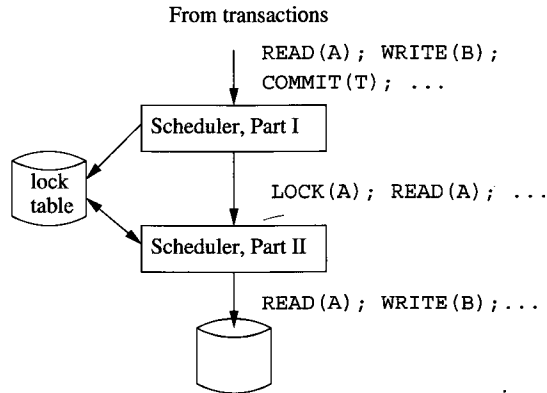 From transactions
READ(A); WRITE(B);
COMMIT(T); ...
Scheduler, Part I
lock
table
LOCK(A); READ(A); ...
Scheduler, Part II
READ(A); WRITE(B);...